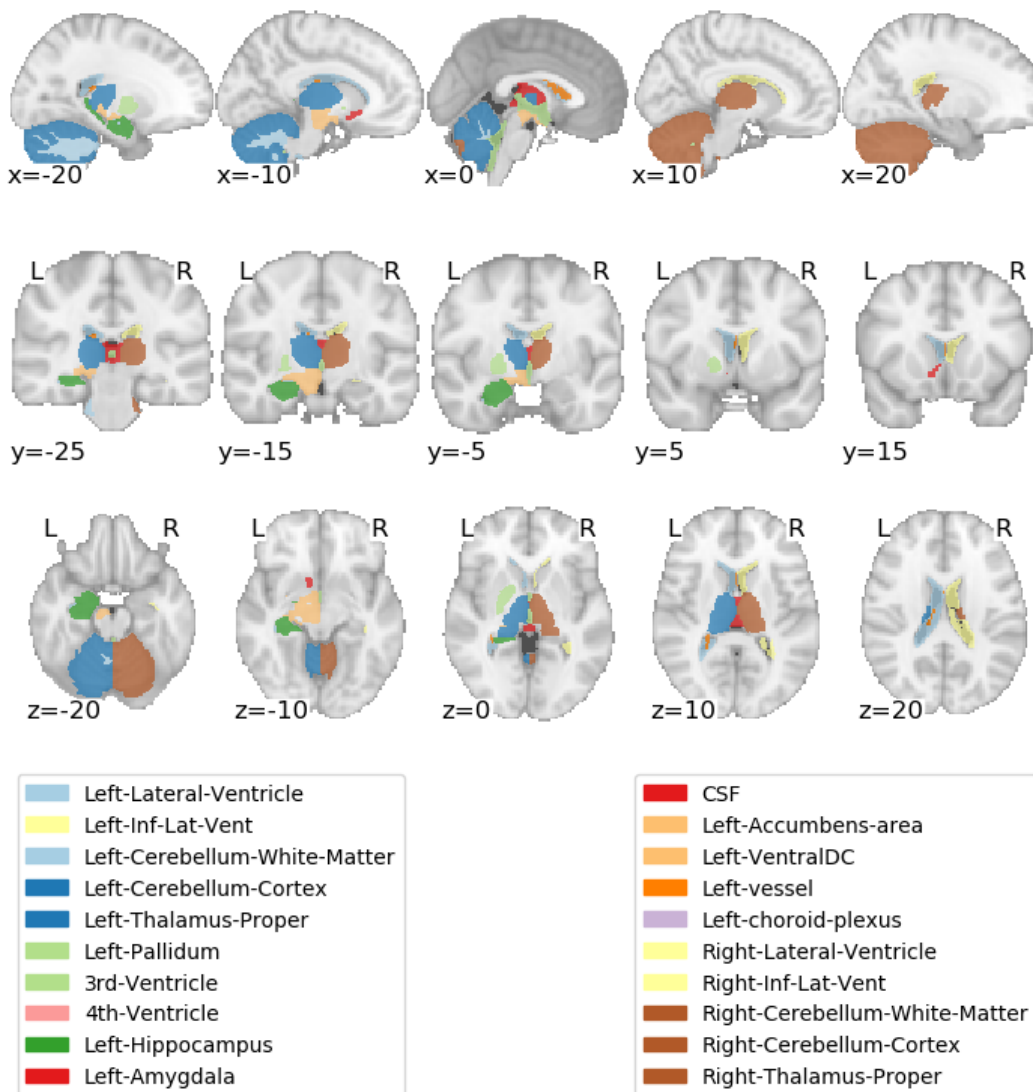 x=-20 x=-10 x=0 x=10 x=20
L R L R L R L R L R
y=-25 y=-15 y=-5 y=5 y=15
L R L R L R L R L R
z=-20 z=-10 z=0 z=10 z=20
Left-Lateral-Ventricle
Left-Inf-Lat-Vent
Left-Cerebellum-White-Matter
Left-Cerebellum-Cortex
Left-Thalamus-Proper
Left-Pallidum
3rd-Ventricle
4th-Ventricle
Left-Hippocampus
Left-Amygdala
CSF
Left-Accumbens-area
Left-VentralDC
Left-vessel
Left-choroid-plexus
Right-Lateral-Ventricle
Right-Inf-Lat-Vent
Right-Cerebellum-White-Matter
Right-Cerebellum-Cortex
Right-Thalamus-Proper